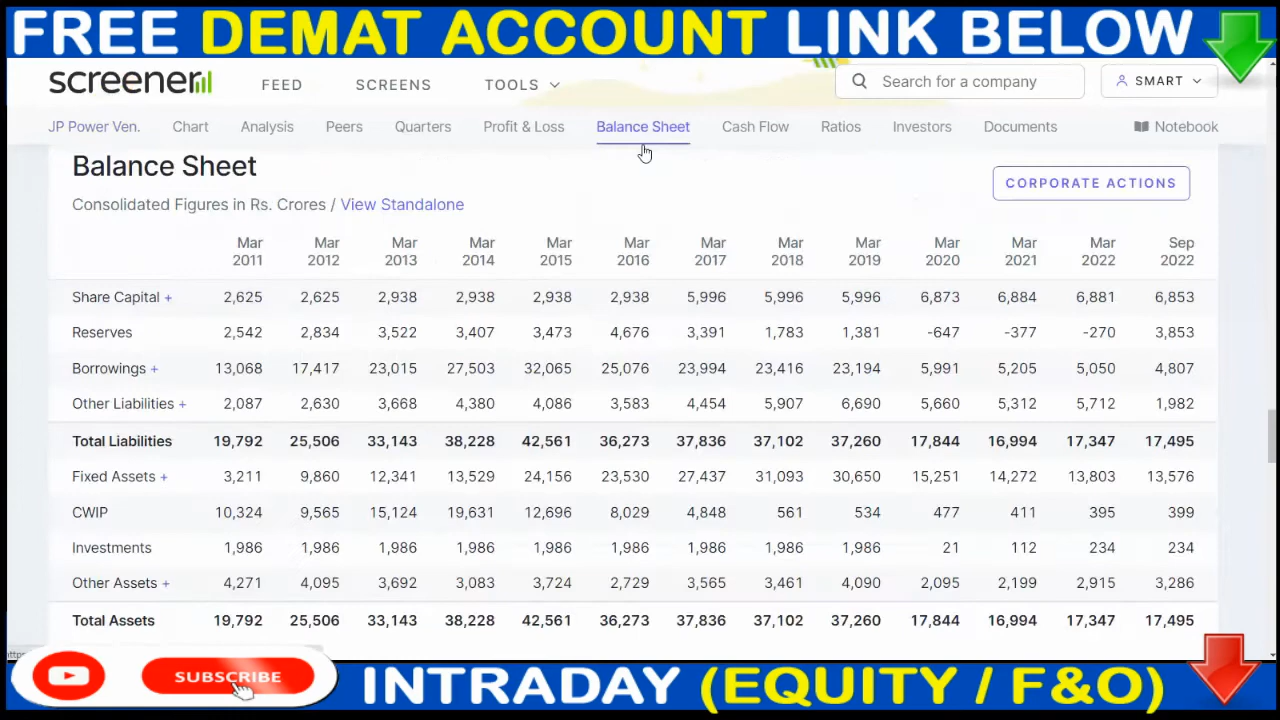 FREE DEMAT ACCOUNT LINK BELOW
screener FEED SCREENS TOOLS Search for a company SMART
JP Power Ven. Chart Analysis Peers Quarters Profit & Loss Balance Sheet Cash Flow Ratios Investors Documents Notebook
Balance Sheet
CORPORATE ACTIONS
Consolidated Figures in Rs. Crores / View Standalone
Mar Mar Mar Mar Mar Mar Mar Mar Mar Mar Mar Mar Sep
2011 2012 2013 2014 2015 2016 2017 2018 2019 2020 2021 2022 2022
Share Capital + 2,625 2,625 2,938 2,938 2,938 2,938 5,996 5,996 5,996 6,873 6,884 6,881 6,853
Reserves 2,542 2,834 3,522 3,407 3,473 4,676 3,391 1,783 1,381 -647 -377 -270 3,853
Borrowings + 13,068 17,417 23,015 27,503 32,065 25,076 23,994 23,416 23,194 5,991 5,205 5,050 4,807
Other Liabilities + 2,087 2,630 3,668 4,380 4,086 3,583 4,454 5,907 6,690 5,660 5,312 5,712 1,982
Total Liabilities 19,792 25,506 33,143 38,228 42,561 36,273 37,836 37,102 37,260 17,844 16,994 17,347 17,495
Fixed Assets + 3,211 9,860 12,341 13,529 24,156 23,530 27,437 31,093 30,650 15,251 14,272 13,803 13,576
CWIP 10,324 9,565 15,124 19,631 12,696 8,029 4,848 561 534 477 411 395 399
Investments 1,986 1,986 1,986 1,986 1,986 1,986 1,986 1,986 1,986 21 112 234 234
Other Assets + 4,271 4,095 3,692 3,083 3,724 2,729 3,565 3,461 4,090 2,095 2,199 2,915 3,286
Total Assets 19,792 25,506 33,143 38,228 42,561 36,273 37,836 37,102 37,260 17,844 16,994 17,347 17,495
SUBSCRIBE
INTRADAY (EQUITY / F&O)